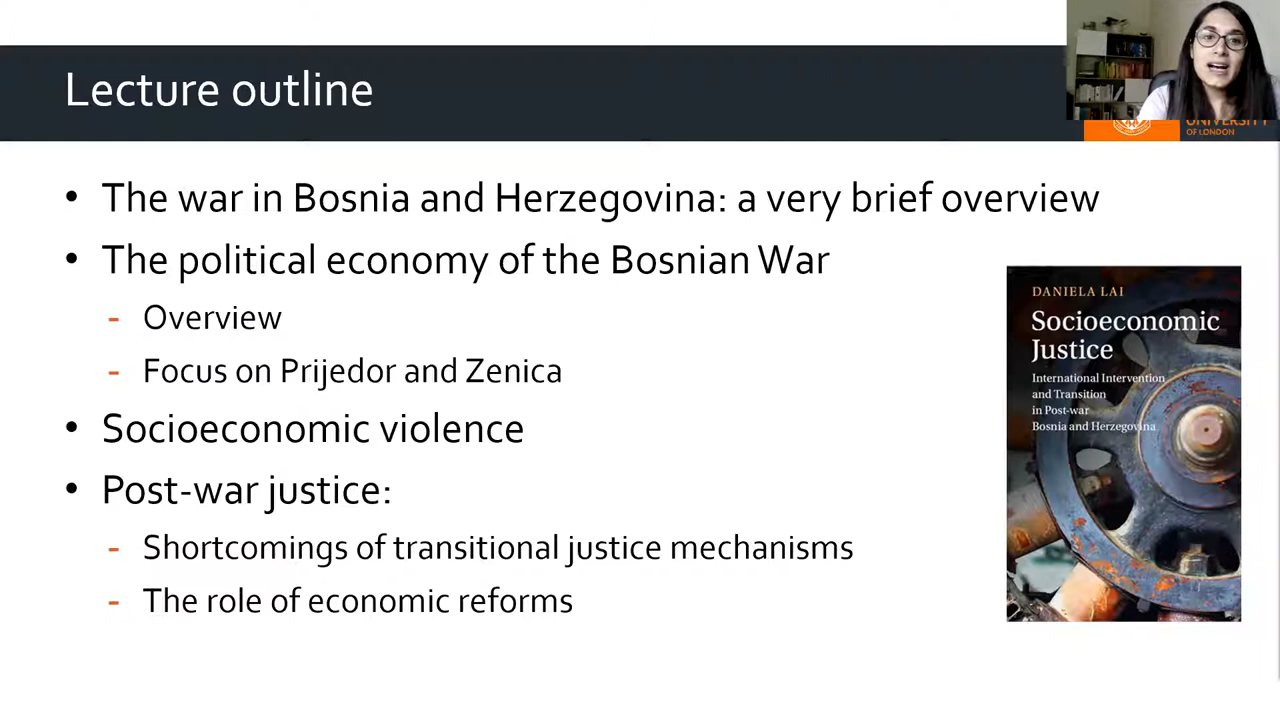 Lecture outline
UNIVERSITY
OF LONDON
• The war in Bosnia and Herzegovina: a very brief overview
• The political economy of the Bosnian War
- Overview
- Focus on Prijedor and Zenica
• Socioeconomic violence
• Post-war justice:
- Shortcomings of transitional justice mechanisms
- The role of economic reforms
DANIELA LAI
Socioeconomic
Justice
International Intervention
and Transition
in Post-war
Bosnia and Herzegovina